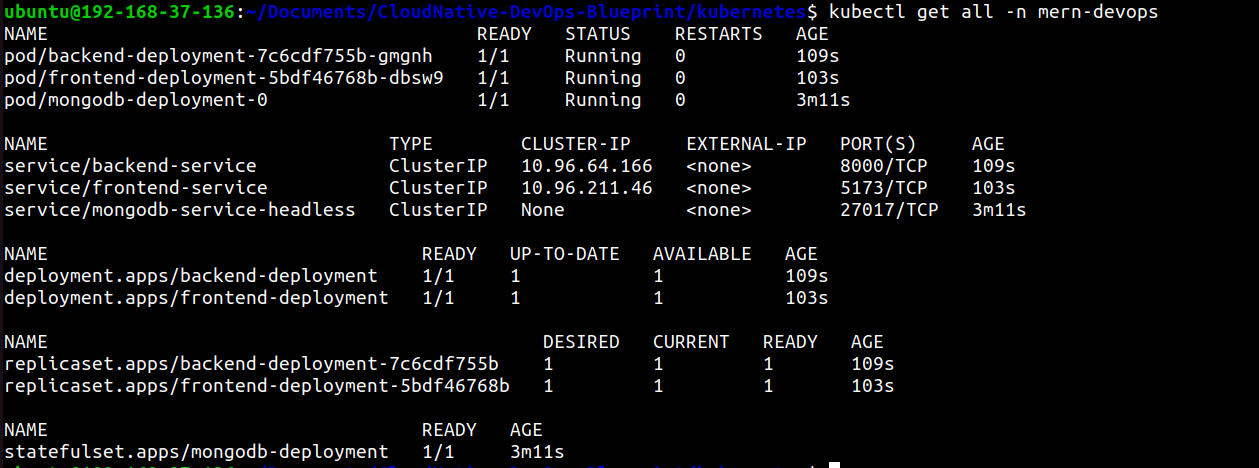 ubuntu@192-168-37-136:~/Documents/CloudNative-DevOps-Blueprint/kubernetes$ kubectl get all -n mern-devops
NAME READY STATUS RESTARTS AGE
pod/backend-deployment-7c6cdf755b-gmgnh 1/1 Running 0 109s
pod/frontend-deployment-5bdf46768b-dbsw9 1/1 Running 0 103s
pod/mongodb-deployment-0 1/1 Running 0 3m11s
NAME TYPE CLUSTER-IP EXTERNAL-IP PORT(S) AGE
service/backend-service ClusterIP 10.96.64.166 <none> 8000/TCP 109s
service/frontend-service ClusterIP 10.96.211.46 <none> 5173/TCP 103s
service/mongodb-service-headless ClusterIP None <none> 27017/TCP 3m11s
NAME READY UP-TO-DATE AVAILABLE AGE
deployment.apps/backend-deployment 1/1 1 1 109s
deployment.apps/frontend-deployment 1/1 1 1 103s
NAME DESIRED CURRENT READY AGE
replicaset.apps/backend-deployment-7c6cdf755b 1 1 1 109s
replicaset.apps/frontend-deployment-5bdf46768b 1 1 1 103s
NAME READY AGE
statefulset.apps/mongodb-deployment 1/1 3m11s